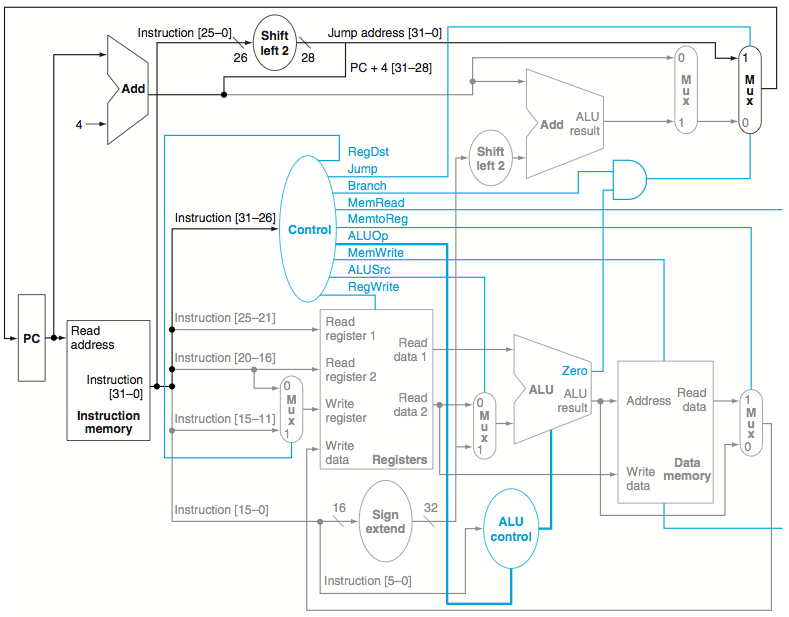 Instruction [25–0]
Shift
left 2
Jump address [31–0]
26
28
PC + 4 [31–28]
Add
4
0
M
u
x
1
1
M
u
x
0
Add
ALU
result
Shift
left 2
RegDst
Jump
Branch
MemRead
MemtoReg
ALUOp
MemWrite
ALUSrc
RegWrite
Control
Instruction [31–26]
PC
Read
address
Instruction
[31–0]
Instruction
memory
Instruction [25–21]
Instruction [20–16]
Instruction [15–11]
0
M
u
x
1
Read
register 1
Read
register 2
Write
register
Write
data
Read
data 1
Read
data 2
Registers
0
M
u
x
1
Zero
ALU
ALU
result
Address
Read
data
Write
data
Data
memory
1
M
u
x
0
Instruction [15–0]
16
Sign
extend
32
ALU
control
Instruction [5–0]